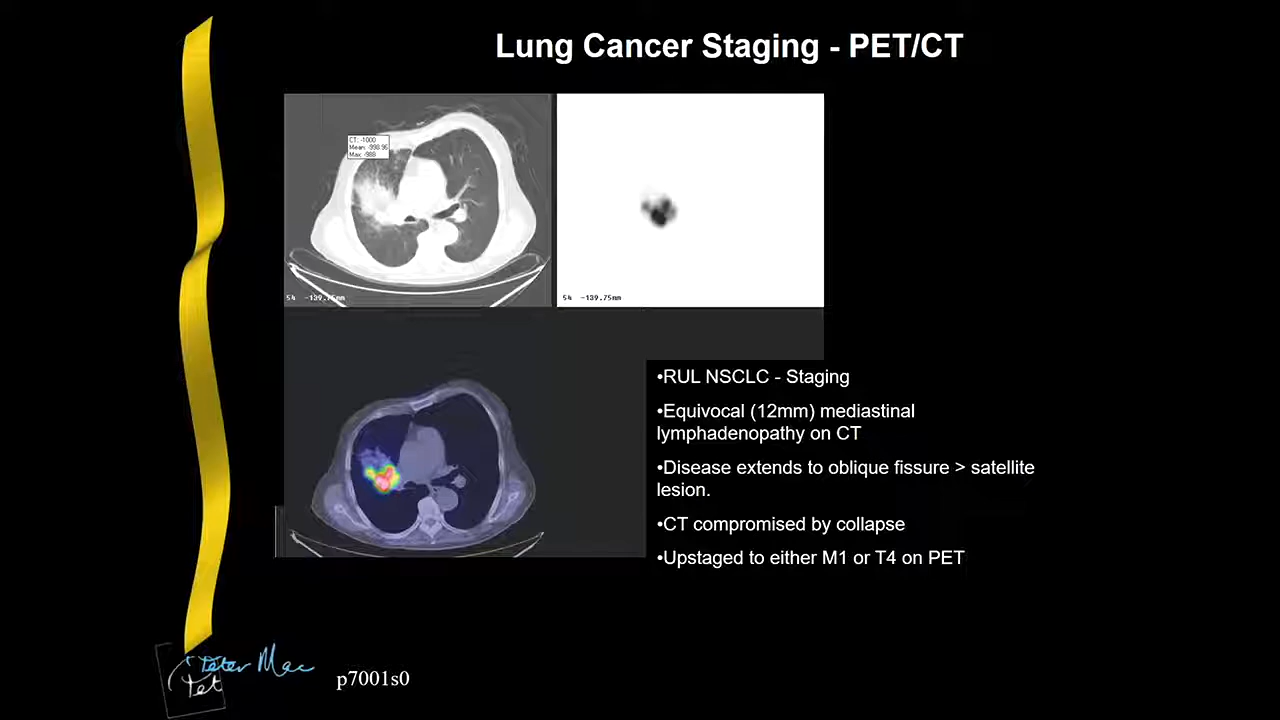 Lung Cancer Staging - PET/CT
CT: -1000
Mean: -998.96
Max: -988
54 -139.75mm
54 -139.75mm
•RUL NSCLC - Staging
•Equivocal (12mm) mediastinal
lymphadenopathy on CT
•Disease extends to oblique fissure > satellite
lesion.
•CT compromised by collapse
•Upstaged to either M1 or T4 on PET
Peter Mac
Pet
p7001s0